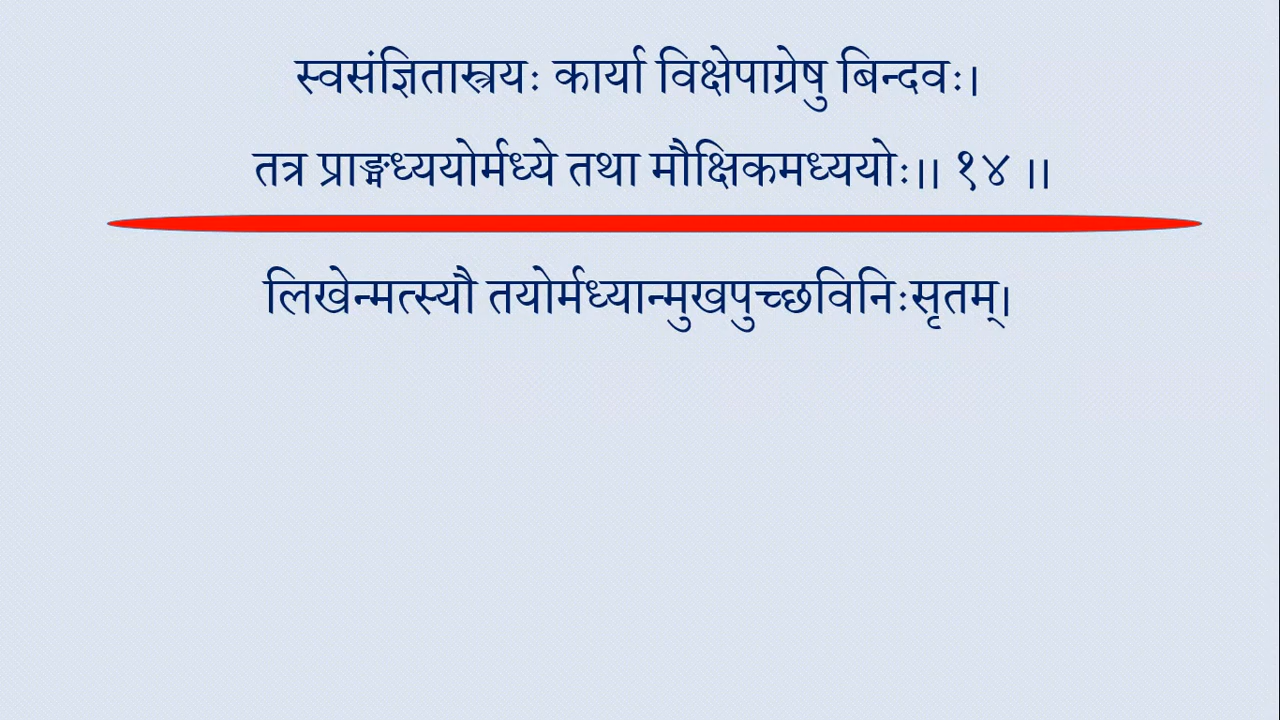 स्वसंज्ञितास्त्रयः कार्या विक्षेपाग्रेषु बिन्दवः।
तत्र प्राङ्मध्ययोर्मध्ये तथा मौक्षिकमध्ययोः।। १४ ।।
लिखेन्मत्स्यौ तयोर्मध्यान्मुखपुच्छविनिःसृतम्।